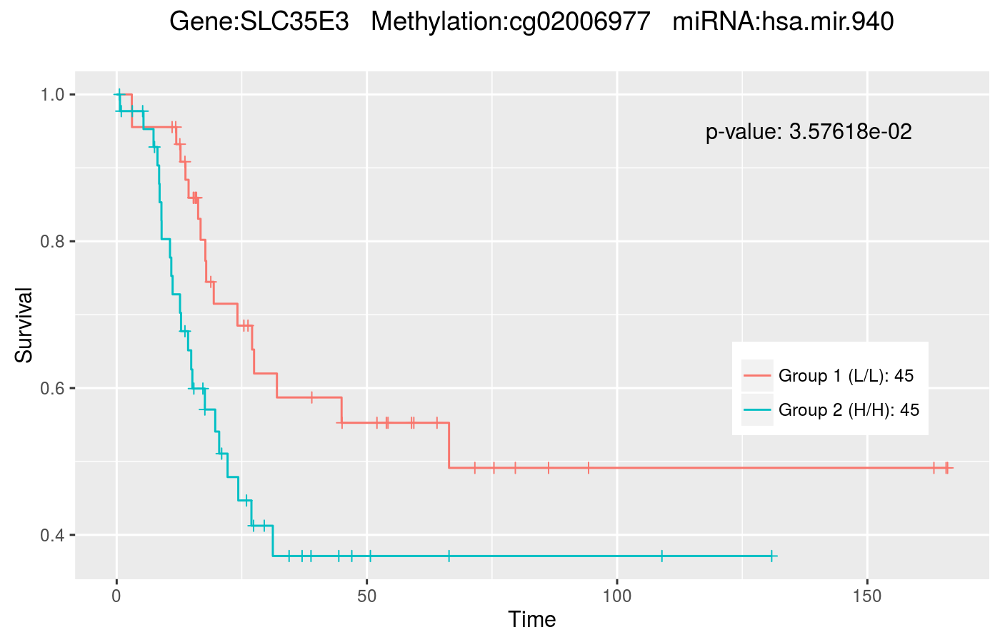 Gene:SLC35E3   Methylation:cg02006977   miRNA:hsa.mir.940
1.0
p-value: 3.57618e-02
0.8
Survival
Group 1 (L/L): 45
0.6
Group 2 (H/H): 45
0.4
0 50 100 150
Time